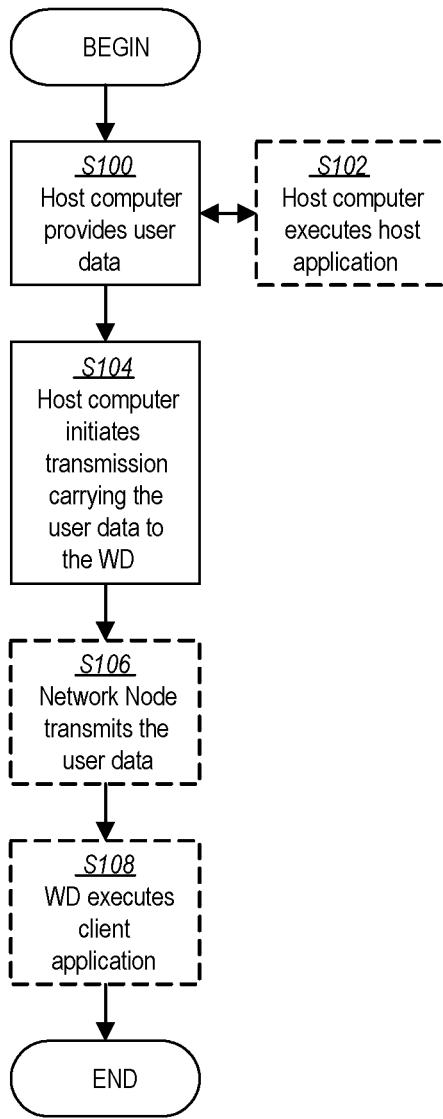 BEGIN
S100
Host computer
provides user
data
S102
Host computer
executes host
application
S104
Host computer
initiates
transmission
carrying the
user data to
the WD
S106
Network Node
transmits the
user data
S108
WD executes
client
application
END